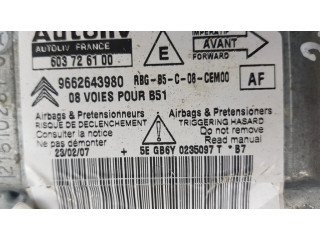 Autoliv
AUTOLIV FRANCE
603 72 61 00
E
AVANT
FORWARD
9662643980 RBG-B5-C-08-CEM00 AF
08 VOIES POUR B51
Airbags & Pretensionneurs
RISQUE DE DECLENCHEMENT
Consulter la notice
Ne pas démonter
23/02/07
Airbags & Pretensionners
TRIGGERING HAZARD
Read manual
Do not remove
+ 5E GB6Y 0235097 T * B7